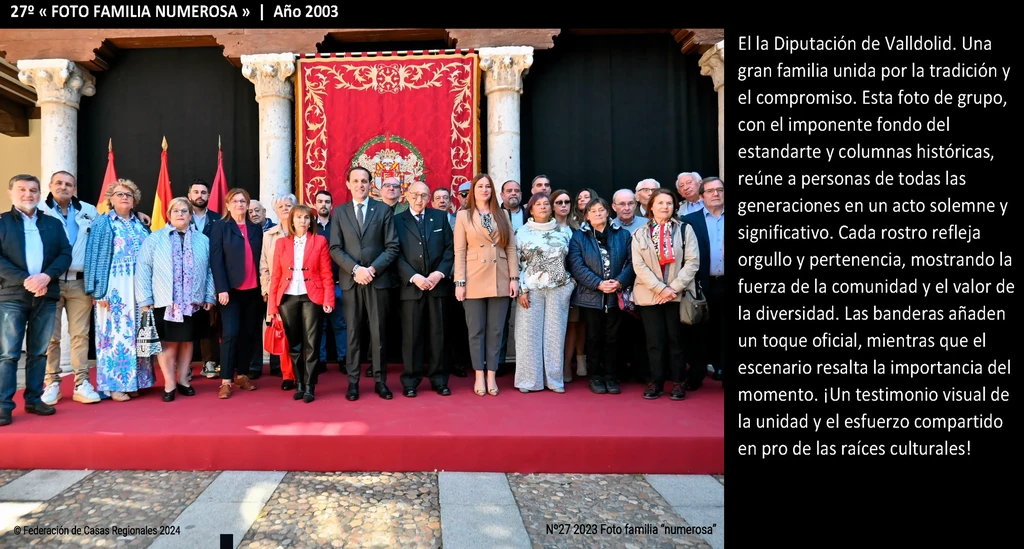 27º « FOTO FAMILIA NUMEROSA »  |  Año 2003
El la Diputación de Valldolid. Una
gran familia unida por la tradición y
el compromiso. Esta foto de grupo,
con el imponente fondo del
estandarte y columnas históricas,
reúne a personas de todas las
generaciones en un acto solemne y
significativo. Cada rostro refleja
orgullo y pertenencia, mostrando la
fuerza de la comunidad y el valor de
la diversidad. Las banderas añaden
un toque oficial, mientras que el
escenario resalta la importancia del
momento. ¡Un testimonio visual de
la unidad y el esfuerzo compartido
en pro de las raíces culturales!
© Federación de Casas Regionales 2024
Nº27 2023 Foto familia "numerosa"